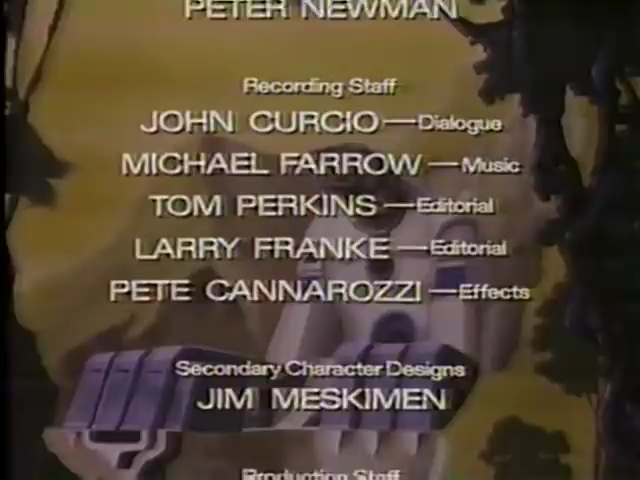 PETER NEWMAN
Recording Staff
JOHN CURCIO — Dialogue
MICHAEL FARROW — Music
TOM PERKINS — Editorial
LARRY FRANKE — Editorial
PETE CANNAROZZI — Effects
Secondary Character Designs
JIM MESKIMEN
Production Staff